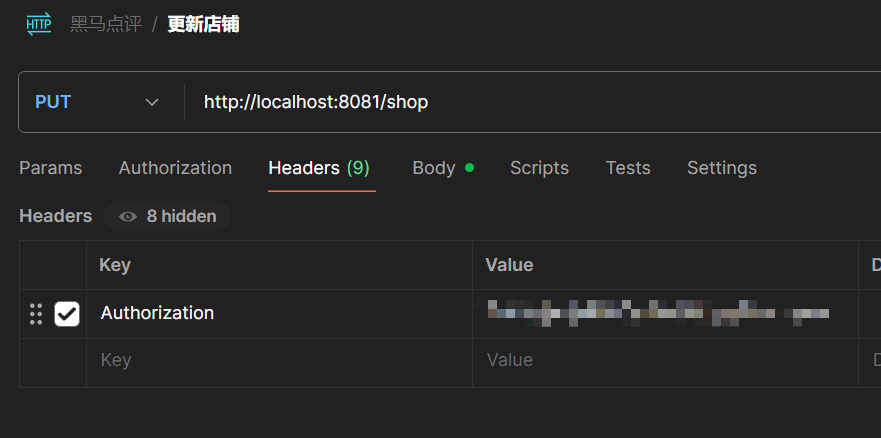 HTTP 黑马点评 / 更新店铺
PUT http://localhost:8081/shop
Params Authorization Headers (9) Body Scripts Tests Settings
Headers 8 hidden
Key Value D
Authorization
Key Value D